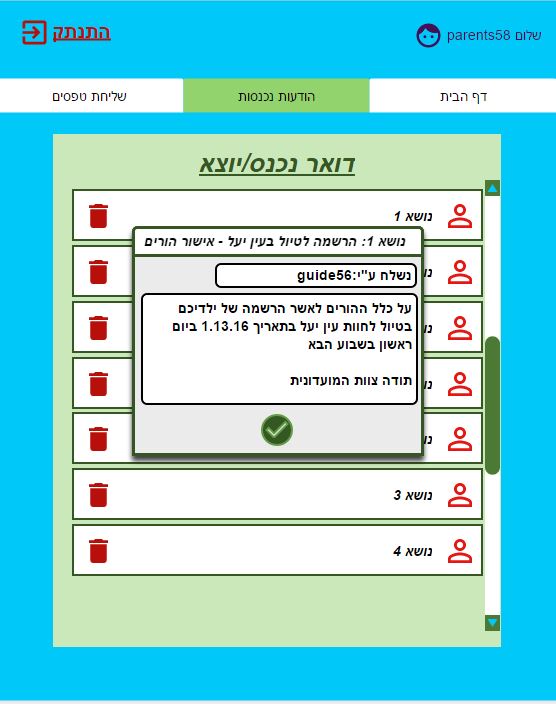 שלום parents58
התנתק
דף הבית
הודעות נכנסות
שליחת טפסים
דואר נכנס/יוצא
נושא 1
נושא 1: הרשמה לטיול בעין יעל - אישור הורים
נשלח ע"י:guide56
על כלל ההורים לאשר הרשמה של ילדיכם
בטיול לחוות עין יעל בתאריך 1.13.16 ביום
ראשון בשבוע הבא
תודה צוות המועדונית
נושא 3
נושא 4